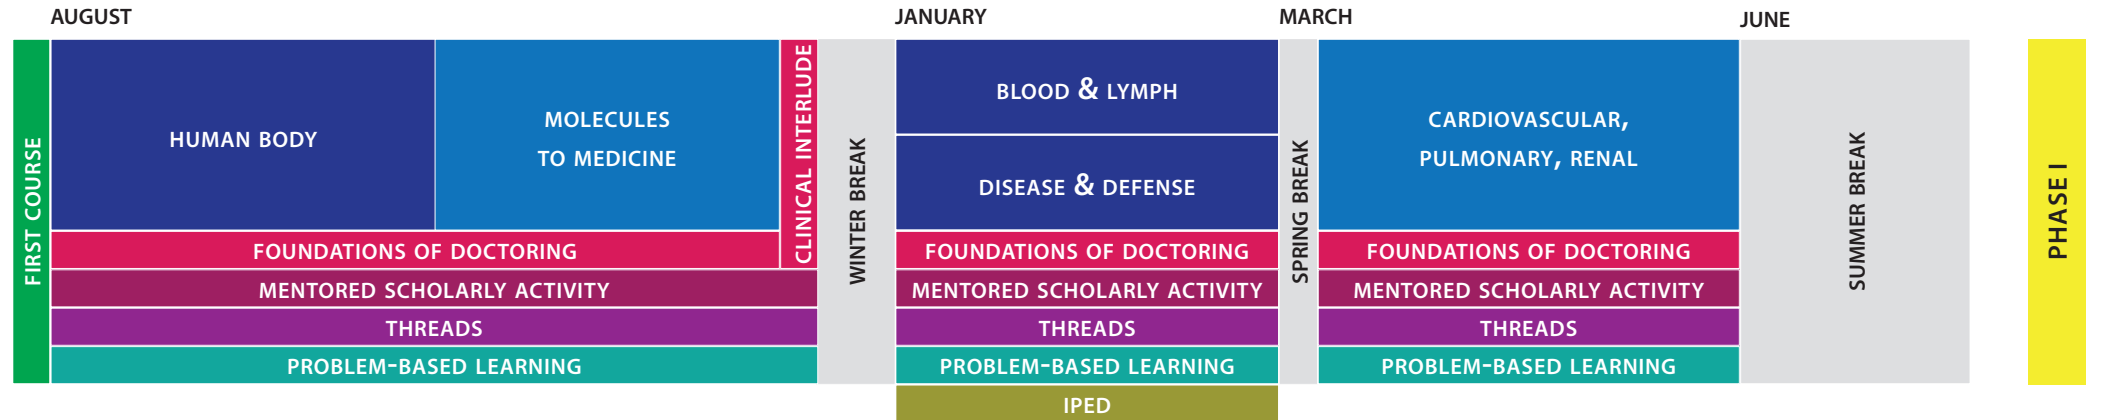 AUGUST
JANUARY
MARCH
JUNE
FIRST COURSE
HUMAN BODY
MOLECULES
TO MEDICINE
CLINICAL INTERLUDE
FOUNDATIONS OF DOCTORING
MENTORED SCHOLARLY ACTIVITY
THREADS
PROBLEM-BASED LEARNING
WINTER BREAK
BLOOD & LYMPH
DISEASE & DEFENSE
FOUNDATIONS OF DOCTORING
MENTORED SCHOLARLY ACTIVITY
THREADS
PROBLEM-BASED LEARNING
IPED
SPRING BREAK
CARDIOVASCULAR,
PULMONARY, RENAL
FOUNDATIONS OF DOCTORING
MENTORED SCHOLARLY ACTIVITY
THREADS
PROBLEM-BASED LEARNING
SUMMER BREAK
PHASE I